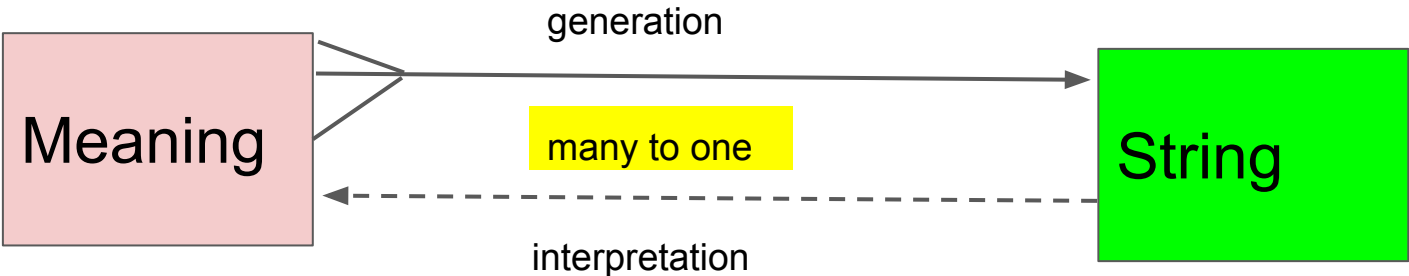 generation
Meaning
many to one
String
interpretation